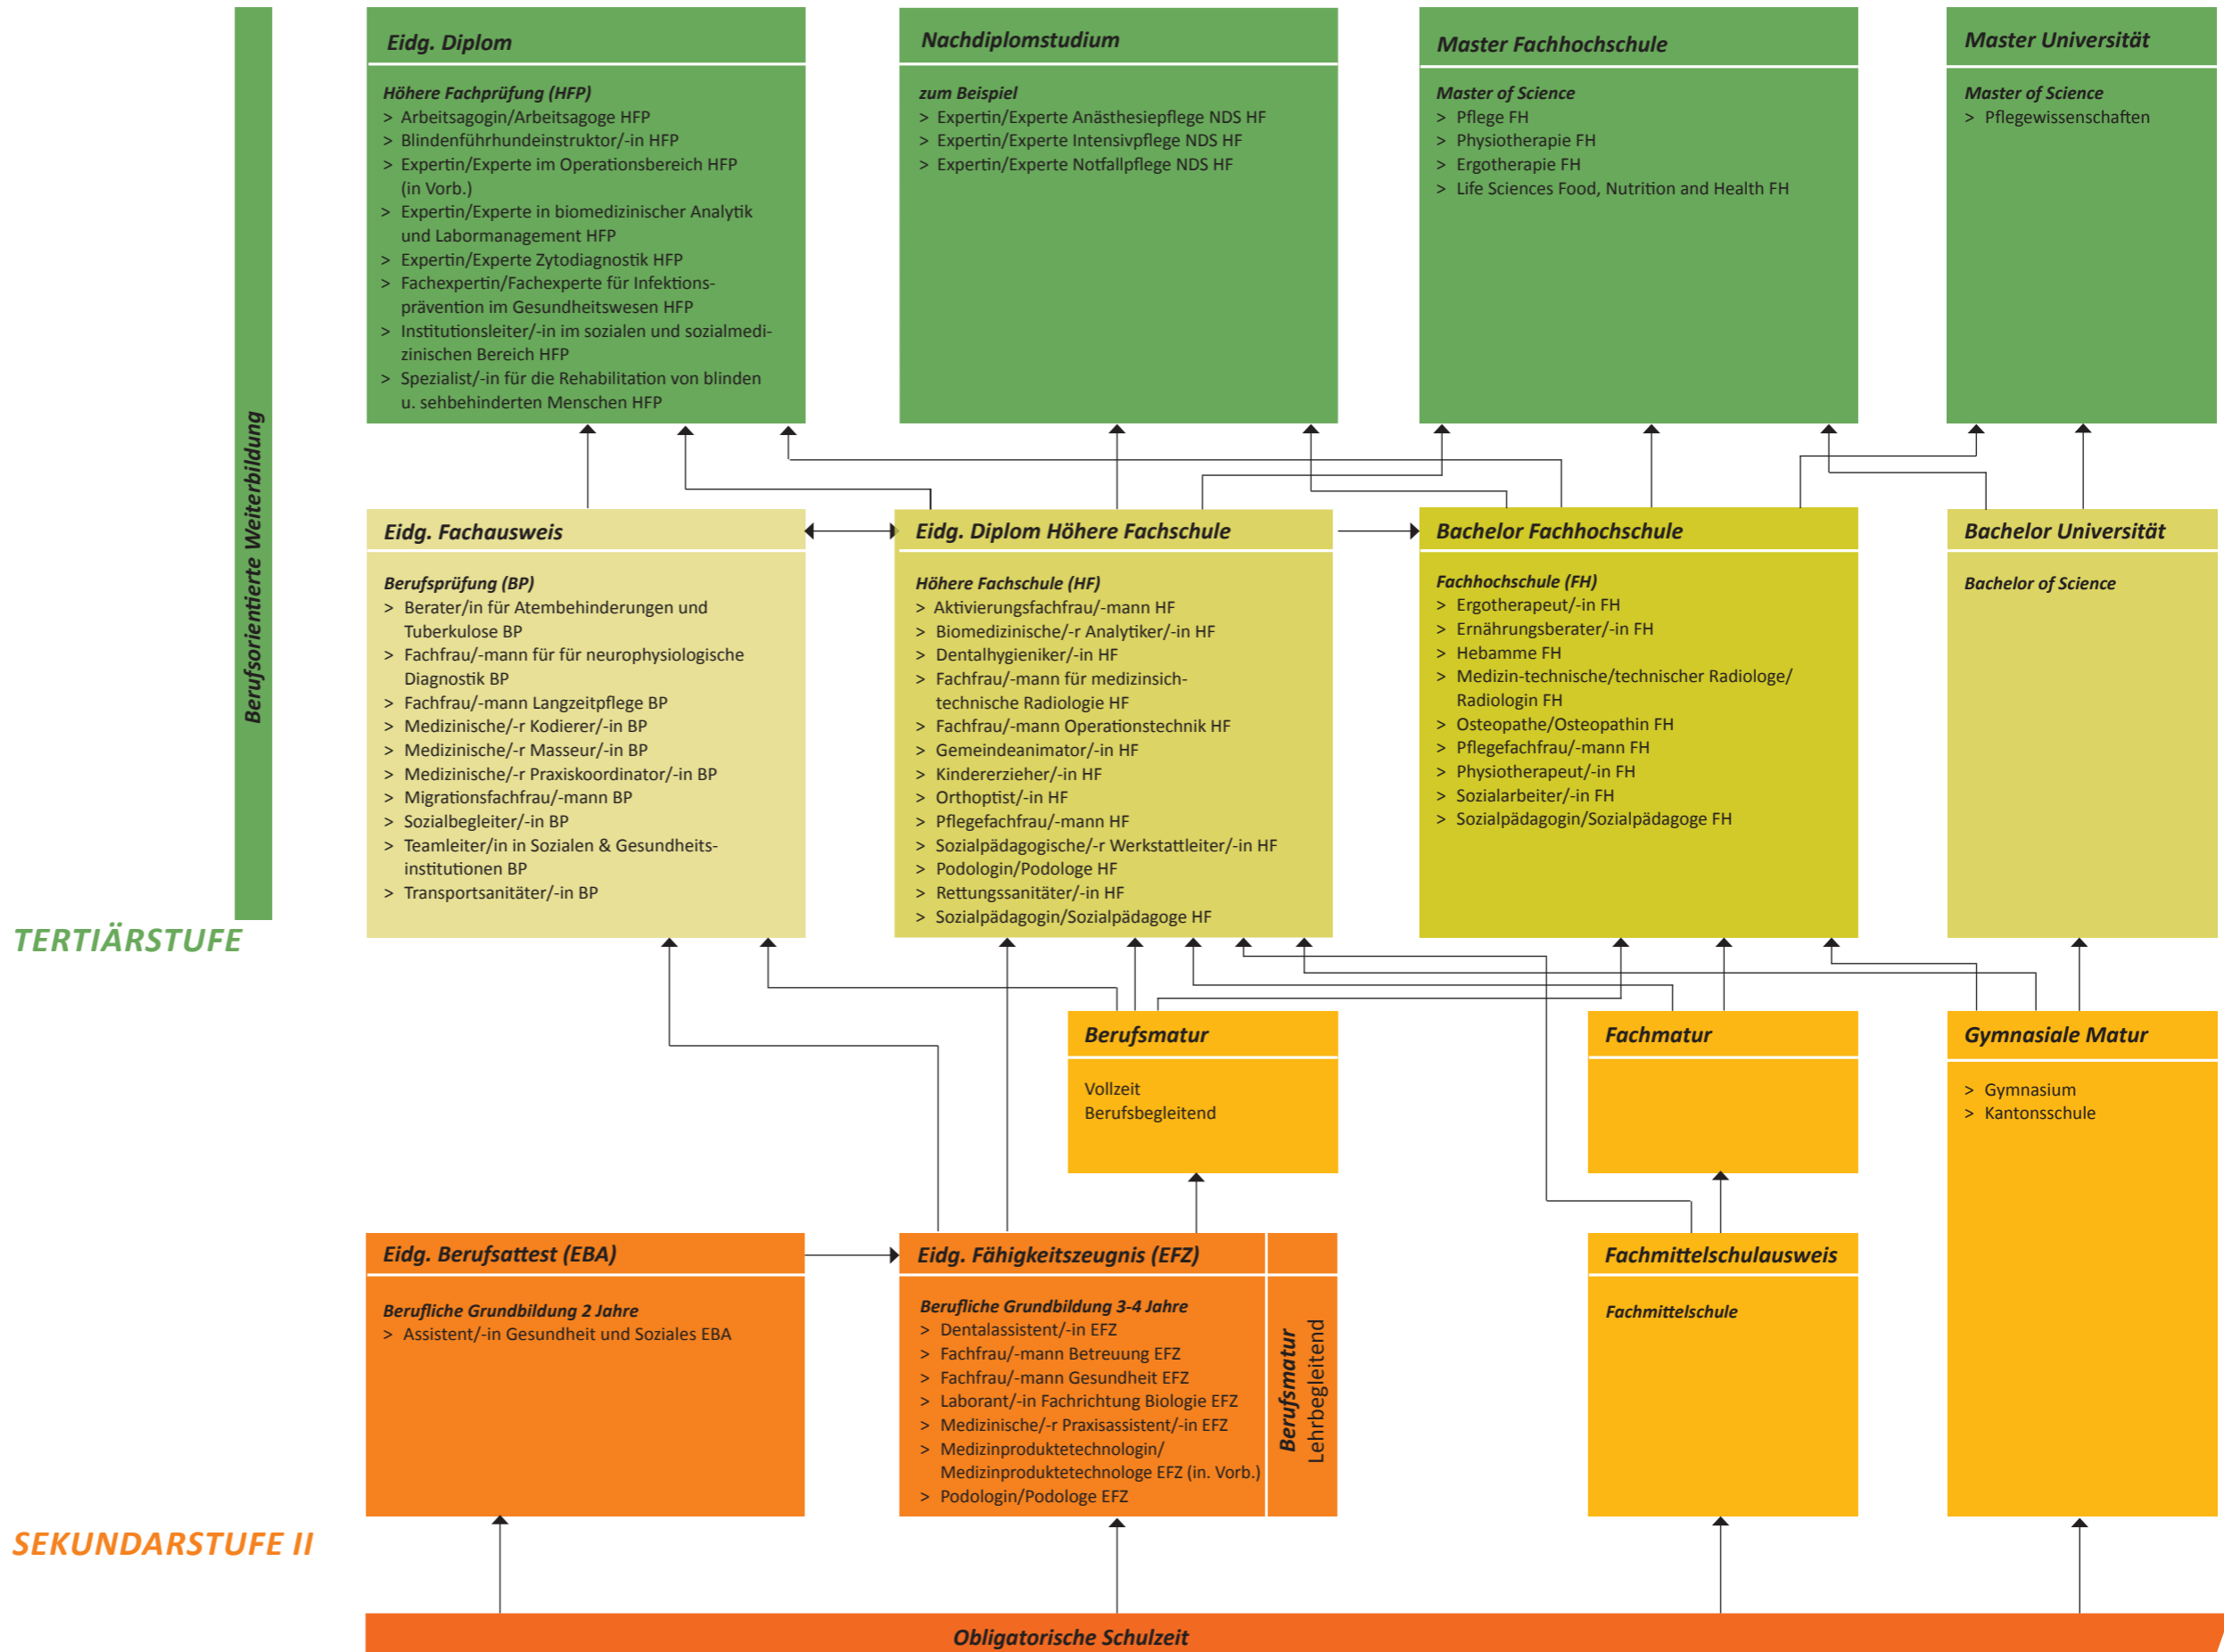 Eidg. Diplom
Höhere Fachprüfung (HFP)
> Arbeitsagogin/Arbeitsagoge HFP
> Blindenführhundeinstruktor/-in HFP
> Expertin/Experte im Operationsbereich HFP
(in Vorb.)
> Expertin/Experte in biomedizinischer Analytik
und Labormanagement HFP
> Expertin/Experte Zytodiagnostik HFP
> Fachexpertin/Fachexperte für Infektions-
prävention im Gesundheitswesen HFP
> Institutionsleiter/-in im sozialen und sozialmedi-
zinischen Bereich HFP
> Spezialist/-in für die Rehabilitation von blinden
u. sehbehinderten Menschen HFP
Nachdiplomstudium
zum Beispiel
> Expertin/Experte Anästhesiepflege NDS HF
> Expertin/Experte Intensivpflege NDS HF
> Expertin/Experte Notfallpflege NDS HF
Master Fachhochschule
Master of Science
> Pflege FH
> Physiotherapie FH
> Ergotherapie FH
> Life Sciences Food, Nutrition and Health FH
Master Universität
Master of Science
> Pflegewissenschaften
Berufsorientierte Weiterbildung
Eidg. Fachausweis
Berufsprüfung (BP)
> Berater/in für Atembehinderungen und
Tuberkulose BP
> Fachfrau/-mann für für neurophysiologische
Diagnostik BP
> Fachfrau/-mann Langzeitpflege BP
> Medizinische/-r Kodierer/-in BP
> Medizinische/-r Masseur/-in BP
> Medizinische/-r Praxiskoordinator/-in BP
> Migrationsfachfrau/-mann BP
> Sozialbegleiter/-in BP
> Teamleiter/in in Sozialen & Gesundheits-
institutionen BP
> Transportsanitäter/-in BP
Eidg. Diplom Höhere Fachschule
Höhere Fachschule (HF)
> Aktivierungsfachfrau/-mann HF
> Biomedizinische/-r Analytiker/-in HF
> Dentalhygieniker/-in HF
> Fachfrau/-mann für medizinsich-
technische Radiologie HF
> Fachfrau/-mann Operationstechnik HF
> Gemeindeanimator/-in HF
> Kindererzieher/-in HF
> Orthoptist/-in HF
> Pflegefachfrau/-mann HF
> Sozialpädagogische/-r Werkstattleiter/-in HF
> Podologin/Podologe HF
> Rettungssanitäter/-in HF
> Sozialpädagogin/Sozialpädagoge HF
Bachelor Fachhochschule
Fachhochschule (FH)
> Ergotherapeut/-in FH
> Ernährungsberater/-in FH
> Hebamme FH
> Medizin-technische/technischer Radiologe/
Radiologin FH
> Osteopathe/Osteopathin FH
> Pflegefachfrau/-mann FH
> Physiotherapeut/-in FH
> Sozialarbeiter/-in FH
> Sozialpädagogin/Sozialpädagoge FH
Bachelor Universität
Bachelor of Science
TERTIÄRSTUFE
Berufsmatur
Vollzeit
Berufsbegleitend
Fachmatur
Gymnasiale Matur
> Gymnasium
> Kantonsschule
Eidg. Berufsattest (EBA)
Berufliche Grundbildung 2 Jahre
> Assistent/-in Gesundheit und Soziales EBA
Eidg. Fähigkeitszeugnis (EFZ)
Berufliche Grundbildung 3-4 Jahre
> Dentalassistent/-in EFZ
> Fachfrau/-mann Betreuung EFZ
> Fachfrau/-mann Gesundheit EFZ
> Laborant/-in Fachrichtung Biologie EFZ
> Medizinische/-r Praxisassistent/-in EFZ
> Medizinproduktetechnologin/
Medizinproduktetechnologe EFZ (in. Vorb.)
> Podologin/Podologe EFZ
Berufsmatur
Lehrbegleitend
Fachmittelschulausweis
Fachmittelschule
SEKUNDARSTUFE II
Obligatorische Schulzeit